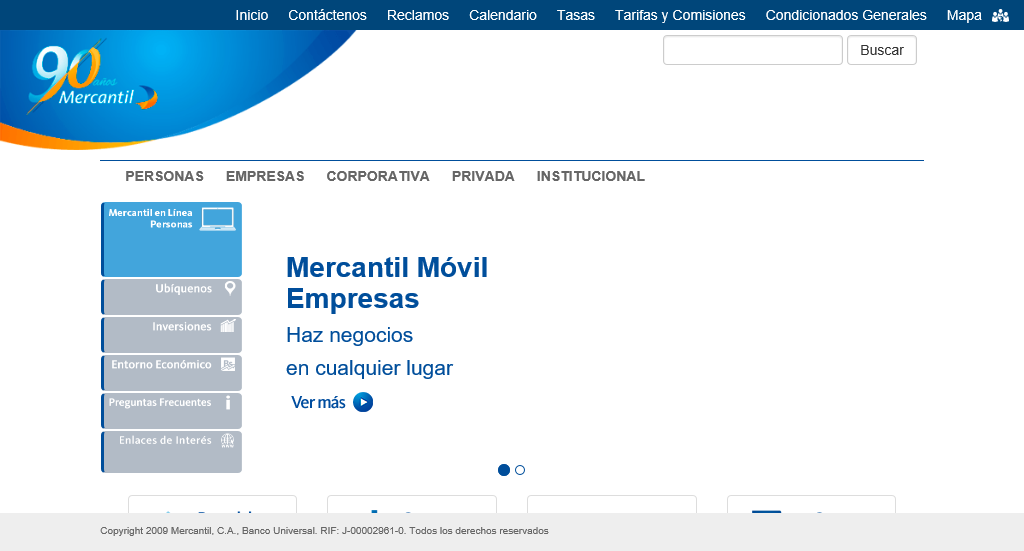 Inicio Contáctenos Reclamos Calendario Tasas Tarifas y Comisiones Condicionados Generales Mapa
90
años
Mercantil
Buscar
PERSONAS EMPRESAS CORPORATIVA PRIVADA INSTITUCIONAL
Mercantil en Línea
Personas
Ubíquenos
Inversiones
Entorno Económico
Preguntas Frecuentes
Enlaces de Interés
Mercantil Móvil
Empresas
Haz negocios
en cualquier lugar
Ver más
Copyright 2009 Mercantil, C.A., Banco Universal. RIF: J-00002961-0. Todos los derechos reservados